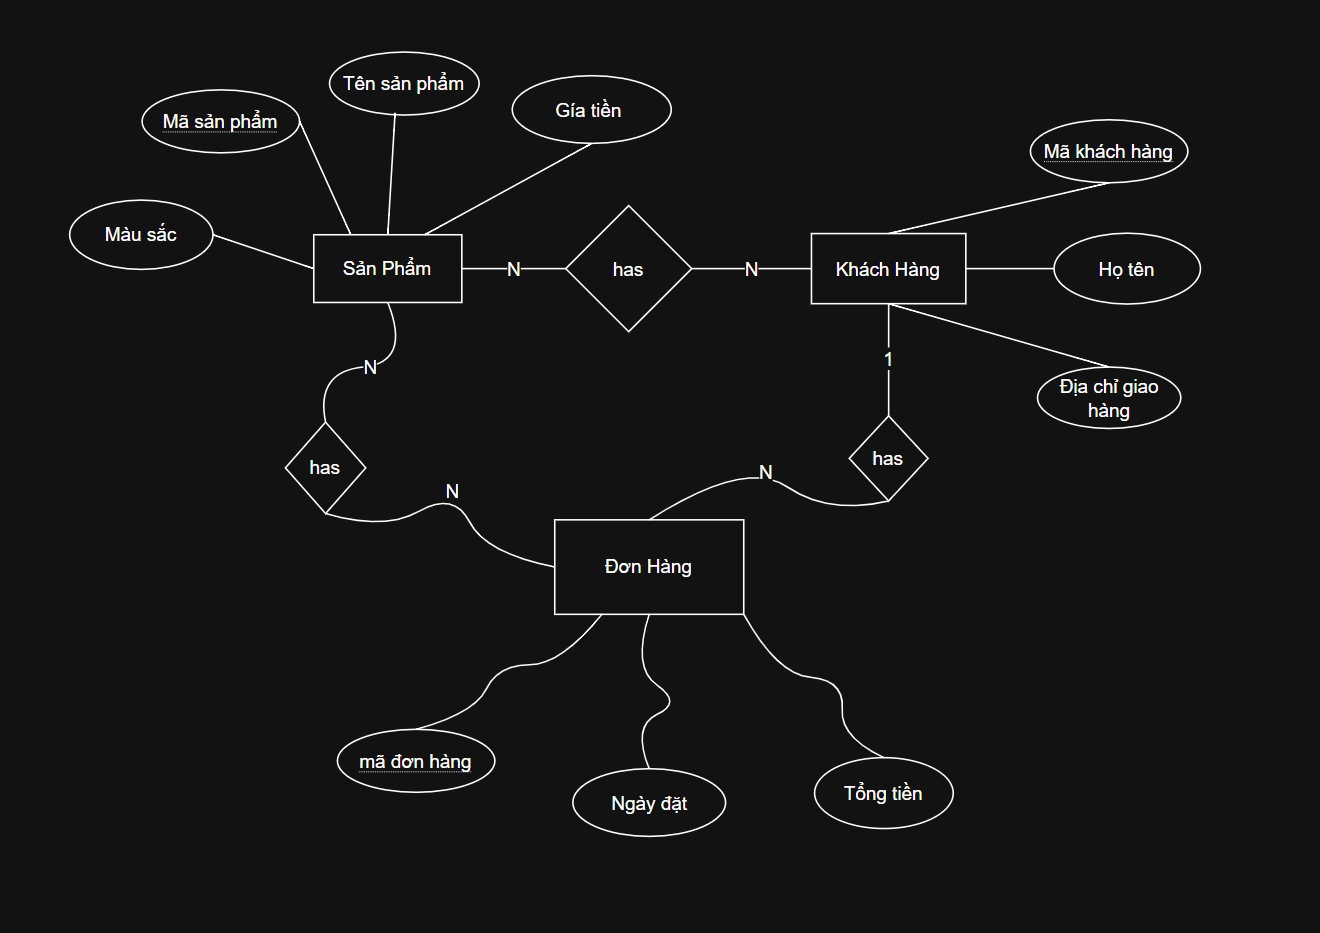 Tên sản phẩm
Gía tiền
Mã sản phẩm
Mã khách hàng
Màu sắc
Sản Phẩm
N
has
N
Khách Hàng
Họ tên
1
N
Địa chỉ giao
hàng
has
has
N
N
Đơn Hàng
mã đơn hàng
Ngày đặt
Tổng tiền